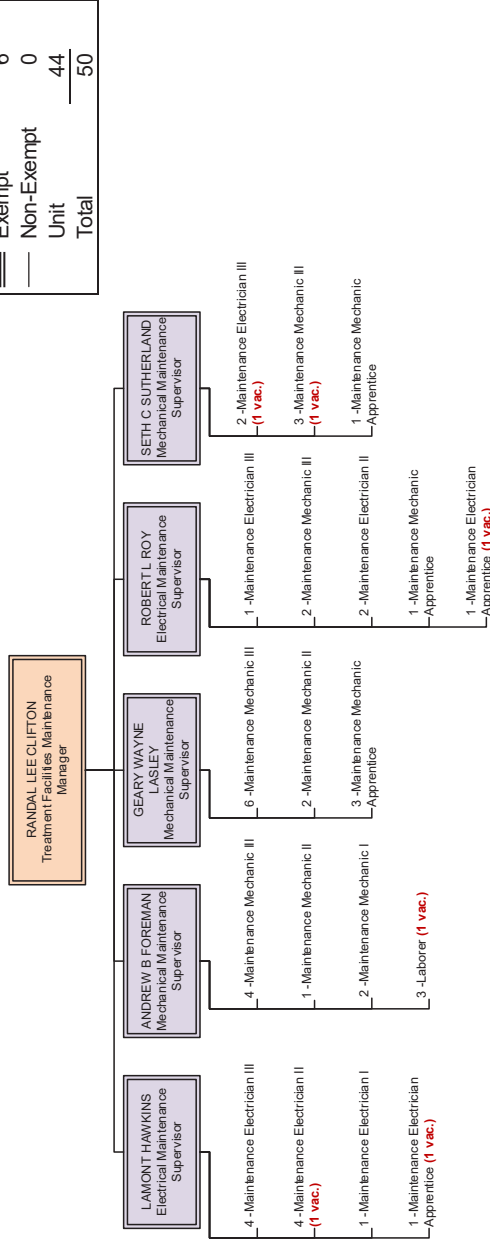 Exempt 6
Non-Exempt 0
Unit 44
Total 50
RANDAL LEE CLIFTON
Treatment Facilities Maintenance
Manager
LAMONT HAWKINS
Electrical Maintenance
Supervisor
4 -Maintenance Electrician III
4 -Maintenance Electrician II
(1 vac.)
1 -Maintenance Electrician I
1 -Maintenance Electrician
Apprentice (1 vac.)
ANDREW B FOREMAN
Mechanical Maintenance
Supervisor
4 -Maintenance Mechanic III
1 -Maintenance Mechanic II
2 -Maintenance Mechanic I
3 -Laborer (1 vac.)
GEARY WAYNE
LASLEY
Mechanical Maintenance
Supervisor
6 -Maintenance Mechanic III
2 -Maintenance Mechanic II
3 -Maintenance Mechanic
Apprentice
ROBERT L ROY
Electrical Maintenance
Supervisor
1 -Maintenance Electrician III
2 -Maintenance Mechanic III
2 -Maintenance Electrician II
1 -Maintenance Mechanic
Apprentice
1 -Maintenance Electrician
Apprentice (1 vac.)
SETH C SUTHERLAND
Mechanical Maintenance
Supervisor
2 -Maintenance Electrician III
(1 vac.)
3 -Maintenance Mechanic III
(1 vac.)
1 -Maintenance Mechanic
Apprentice